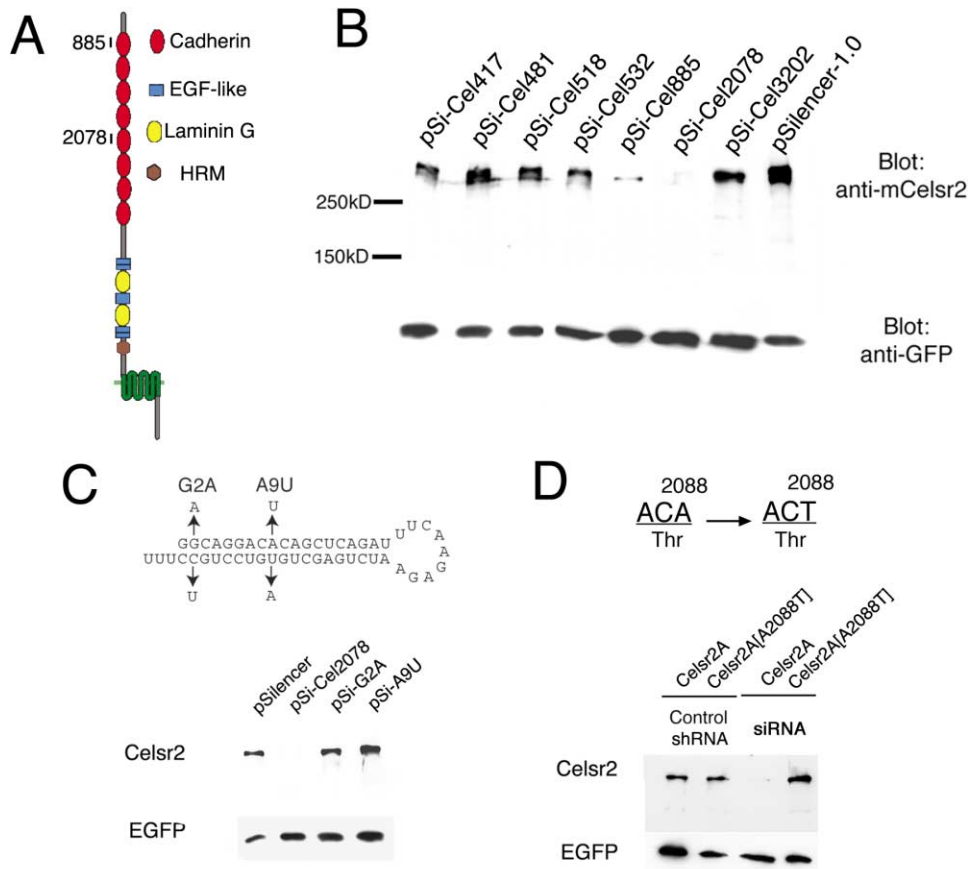 A
885
2078
Cadherin
EGF-like
Laminin G
HRM
B
pSi-Cel417
pSi-Cel481
pSi-Cel518
pSi-Cel532
pSi-Cel885
pSi-Cel2078
pSi-Cel3202
pSilencer-1.0
250kD
150kD
Blot:
anti-mCelsr2
Blot:
anti-GFP
C
G2A A9U
A U
GGCAGGACACAGCUCAGAU UUCAAGAGAA
UUUCCGUCCUGUGUCGAGUCUA
U A
pSilencer
pSi-Cel2078
pSi-G2A
pSi-A9U
Celsr2
EGFP
D
2088 2088
ACA ACT
Thr Thr
Celsr2A
Celsr2A[A2088T]
Celsr2A
Celsr2A[A2088T]
Control
shRNA
siRNA
Celsr2
EGFP